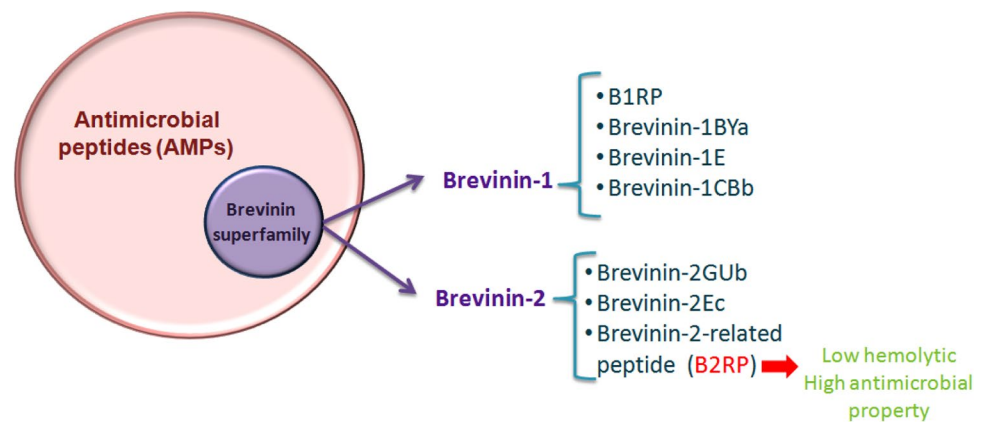 Antimicrobial
peptides (AMPs)
Brevinin
superfamily
Brevinin-1
• B1RP
• Brevinin-1BYa
• Brevinin-1E
• Brevinin-1CBb
Brevinin-2
• Brevinin-2GUb
• Brevinin-2Ec
• Brevinin-2-related
peptide (B2RP)
Low hemolytic
High antimicrobial
property